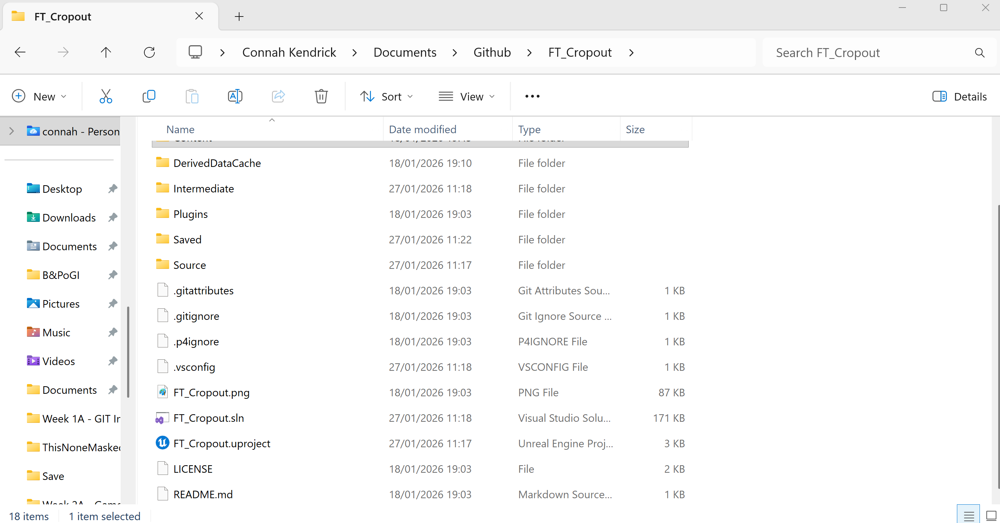 FT_Cropout
Connah Kendrick Documents Github FT_Cropout
Search FT_Cropout
New Sort View Details
connah - Person
Desktop
Downloads
Documents
B&PoGI
Pictures
Music
Videos
Documents
Week 1A - GIT In
ThisNoneMasked
Save
Week 2A - Game
Name Date modified Type Size
Content File folder
DerivedDataCache 18/01/2026 19:10 File folder
Intermediate 27/01/2026 11:18 File folder
Plugins 18/01/2026 19:03 File folder
Saved 27/01/2026 11:22 File folder
Source 27/01/2026 11:17 File folder
.gitattributes 18/01/2026 19:03 Git Attributes Sou... 1 KB
.gitignore 18/01/2026 19:03 Git Ignore Source ... 1 KB
.p4ignore 18/01/2026 19:03 P4IGNORE File 1 KB
.vsconfig 27/01/2026 11:18 VSCONFIG File 1 KB
FT_Cropout.png 18/01/2026 19:03 PNG File 87 KB
FT_Cropout.sln 27/01/2026 11:18 Visual Studio Solu... 171 KB
FT_Cropout.uproject 27/01/2026 11:17 Unreal Engine Proj... 3 KB
LICENSE 18/01/2026 19:03 File 2 KB
README.md 18/01/2026 19:03 Markdown Source... 1 KB
18 items 1 item selected